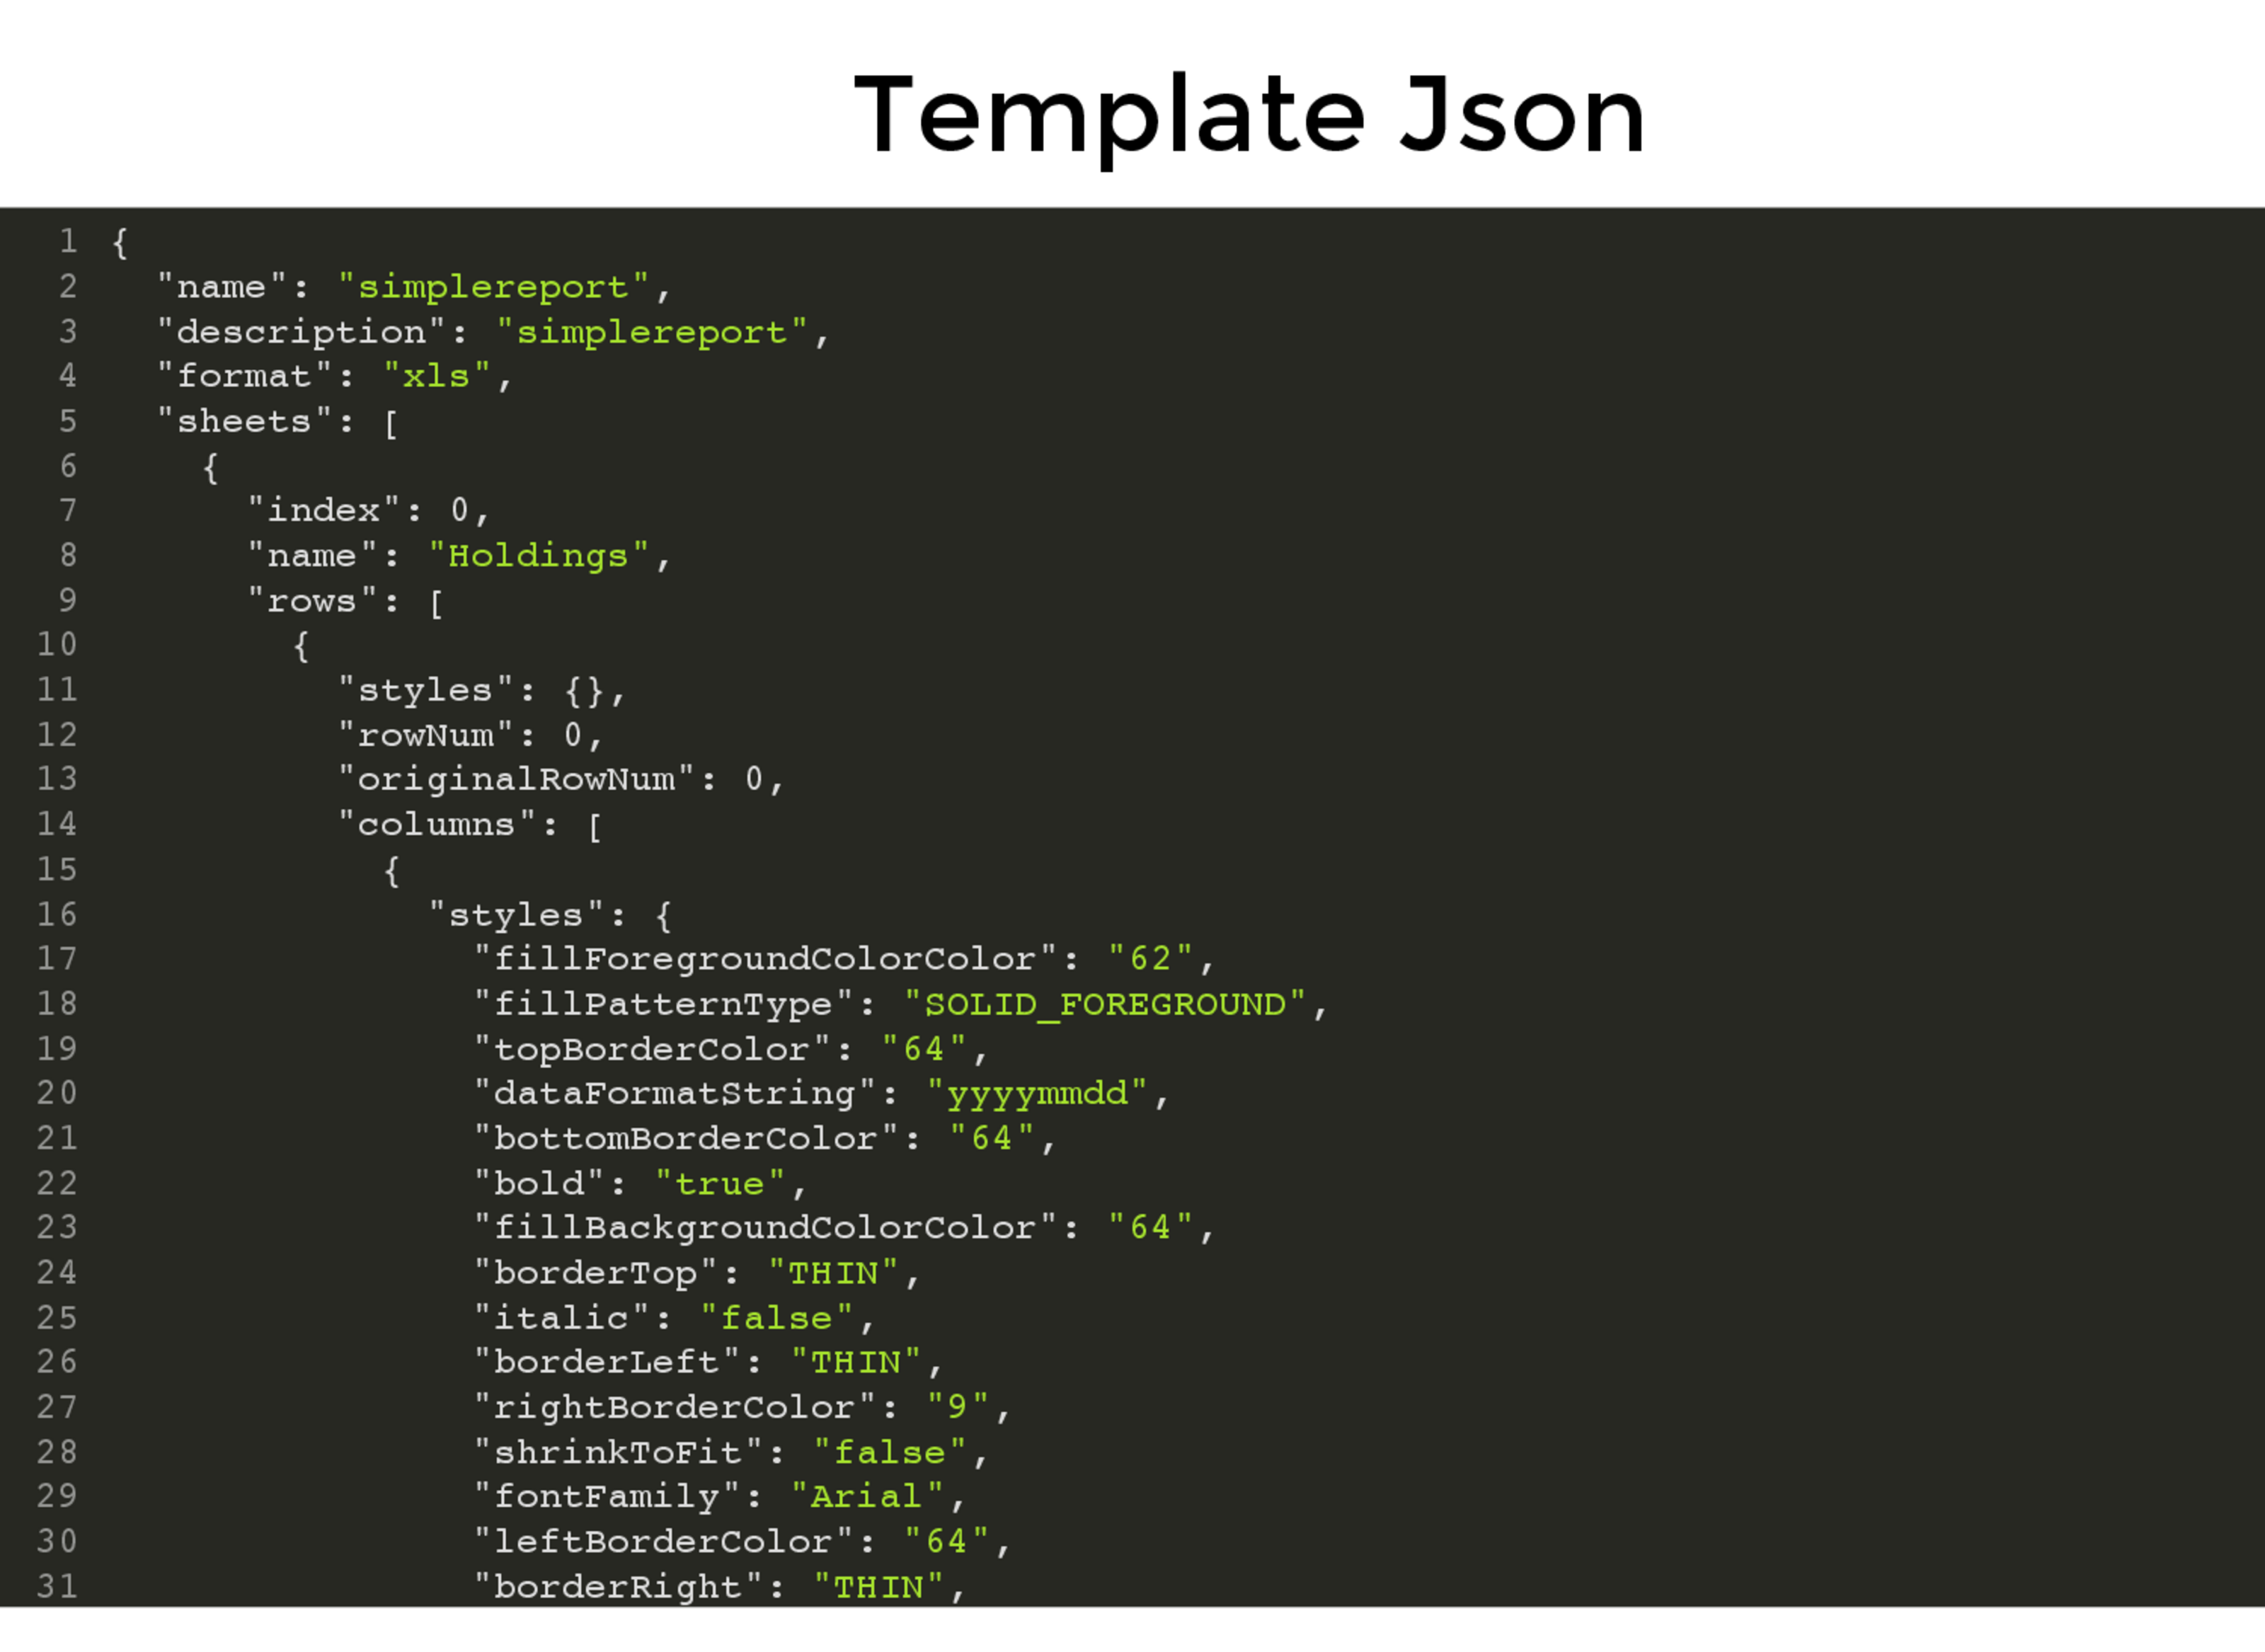 Template Json
1 {
2 "name": "simplereport",
3 "description": "simplereport",
4 "format": "xls",
5 "sheets": [
6 {
7 "index": 0,
8 "name": "Holdings",
9 "rows": [
10 {
11 "styles": {},
12 "rowNum": 0,
13 "originalRowNum": 0,
14 "columns": [
15 {
16 "styles": {
17 "fillForegroundColorColor": "62",
18 "fillPatternType": "SOLID_FOREGROUND",
19 "topBorderColor": "64",
20 "dataFormatString": "yyyymmdd",
21 "bottomBorderColor": "64",
22 "bold": "true",
23 "fillBackgroundColorColor": "64",
24 "borderTop": "THIN",
25 "italic": "false",
26 "borderLeft": "THIN",
27 "rightBorderColor": "9",
28 "shrinkToFit": "false",
29 "fontFamily": "Arial",
30 "leftBorderColor": "64",
31 "borderRight": "THIN",